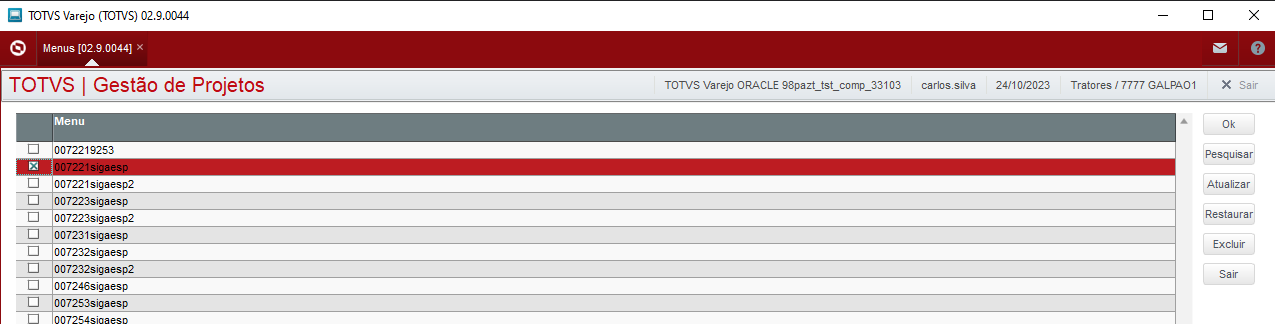 TOTVS Varejo (TOTVS) 02.9.0044
Menus [02.9.0044]
TOTVS | Gestão de Projetos
TOTVS Varejo ORACLE 98pazt_tst_comp_33103
carlos.silva
24/10/2023
Tratores / 7777 GALPAO1
Sair
Menu
0072219253
007221sigaesp
007221sigaesp2
007223sigaesp
007223sigaesp2
007231sigaesp
007232sigaesp
007232sigaesp2
007246sigaesp
007253sigaesp
007254sigaesp
Ok
Pesquisar
Atualizar
Restaurar
Excluir
Sair